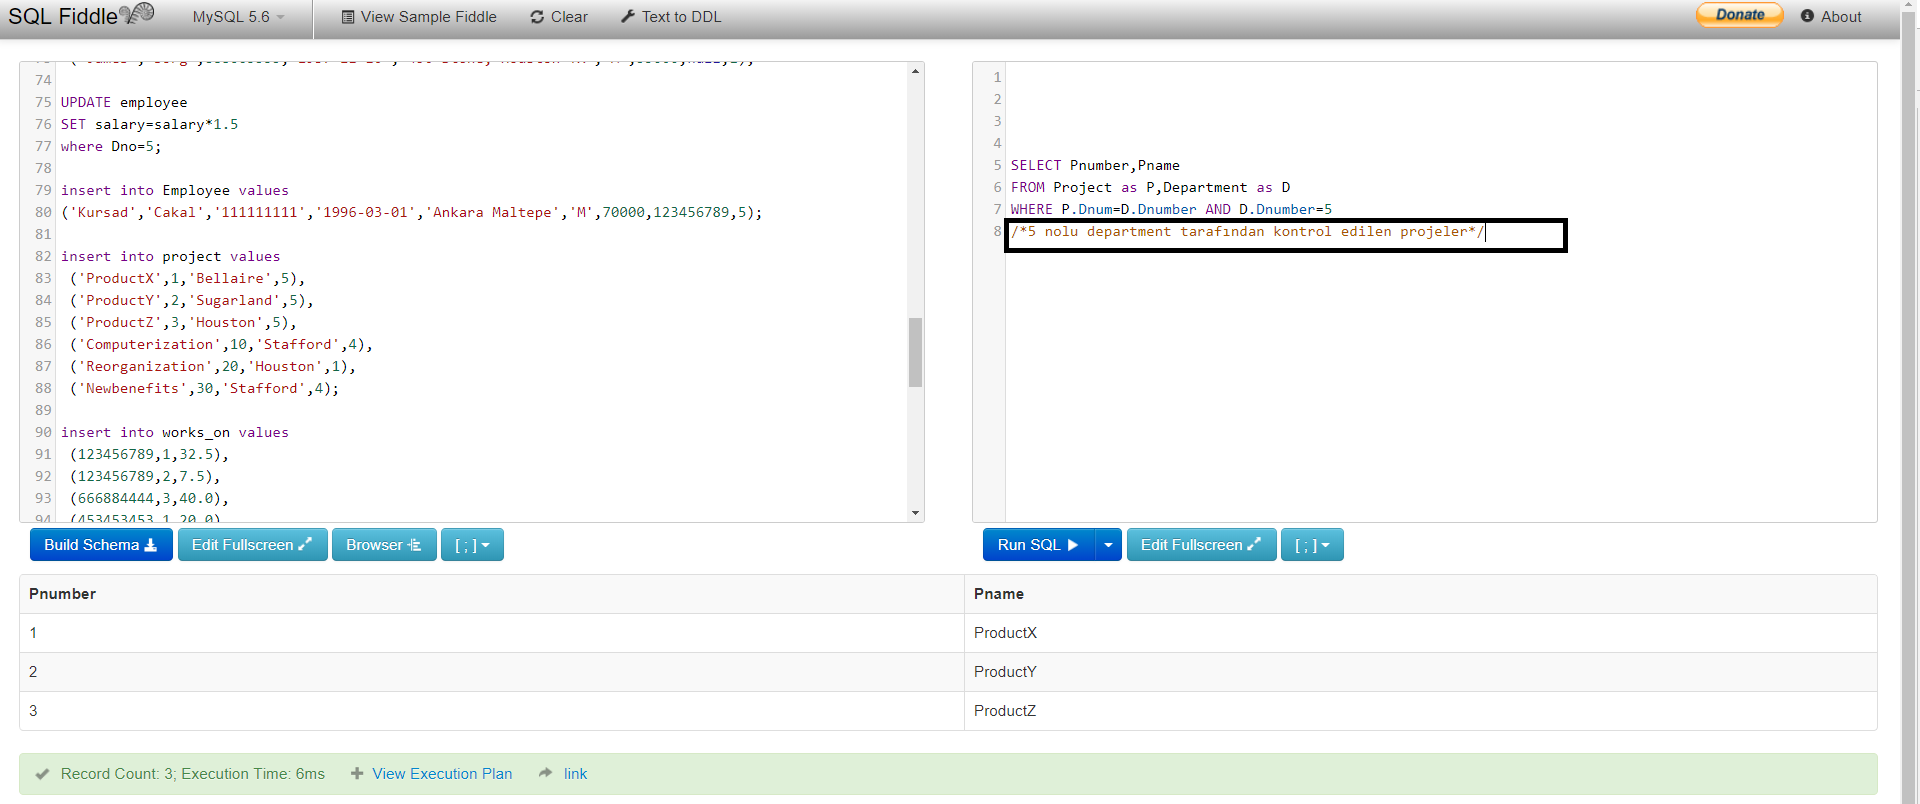 SQL Fiddle
MySQL 5.6
View Sample Fiddle
Clear
Text to DDL
Donate
About
74
75 UPDATE employee
76 SET salary=salary*1.5
77 where Dno=5;
78
79 insert into Employee values
80 ('Kursad','Cakal','111111111','1996-03-01','Ankara Maltepe','M',70000,123456789,5);
81
82 insert into project values
83 ('ProductX',1,'Bellaire',5),
84 ('ProductY',2,'Sugarland',5),
85 ('ProductZ',3,'Houston',5),
86 ('Computerization',10,'Stafford',4),
87 ('Reorganization',20,'Houston',1),
88 ('Newbenefits',30,'Stafford',4);
89
90 insert into works_on values
91 (123456789,1,32.5),
92 (123456789,2,7.5),
93 (666884444,3,40.0),
94 (453453453,1,20.0)
Build Schema
Edit Fullscreen
Browser
[ ; ]
1
2
3
4
5 SELECT Pnumber,Pname
6 FROM Project as P,Department as D
7 WHERE P.Dnum=D.Dnumber AND D.Dnumber=5
8 /*5 nolu department tarafından kontrol edilen projeler*/
Run SQL
Edit Fullscreen
[ ; ]
Pnumber Pname
1 ProductX
2 ProductY
3 ProductZ
Record Count: 3; Execution Time: 6ms
View Execution Plan
link